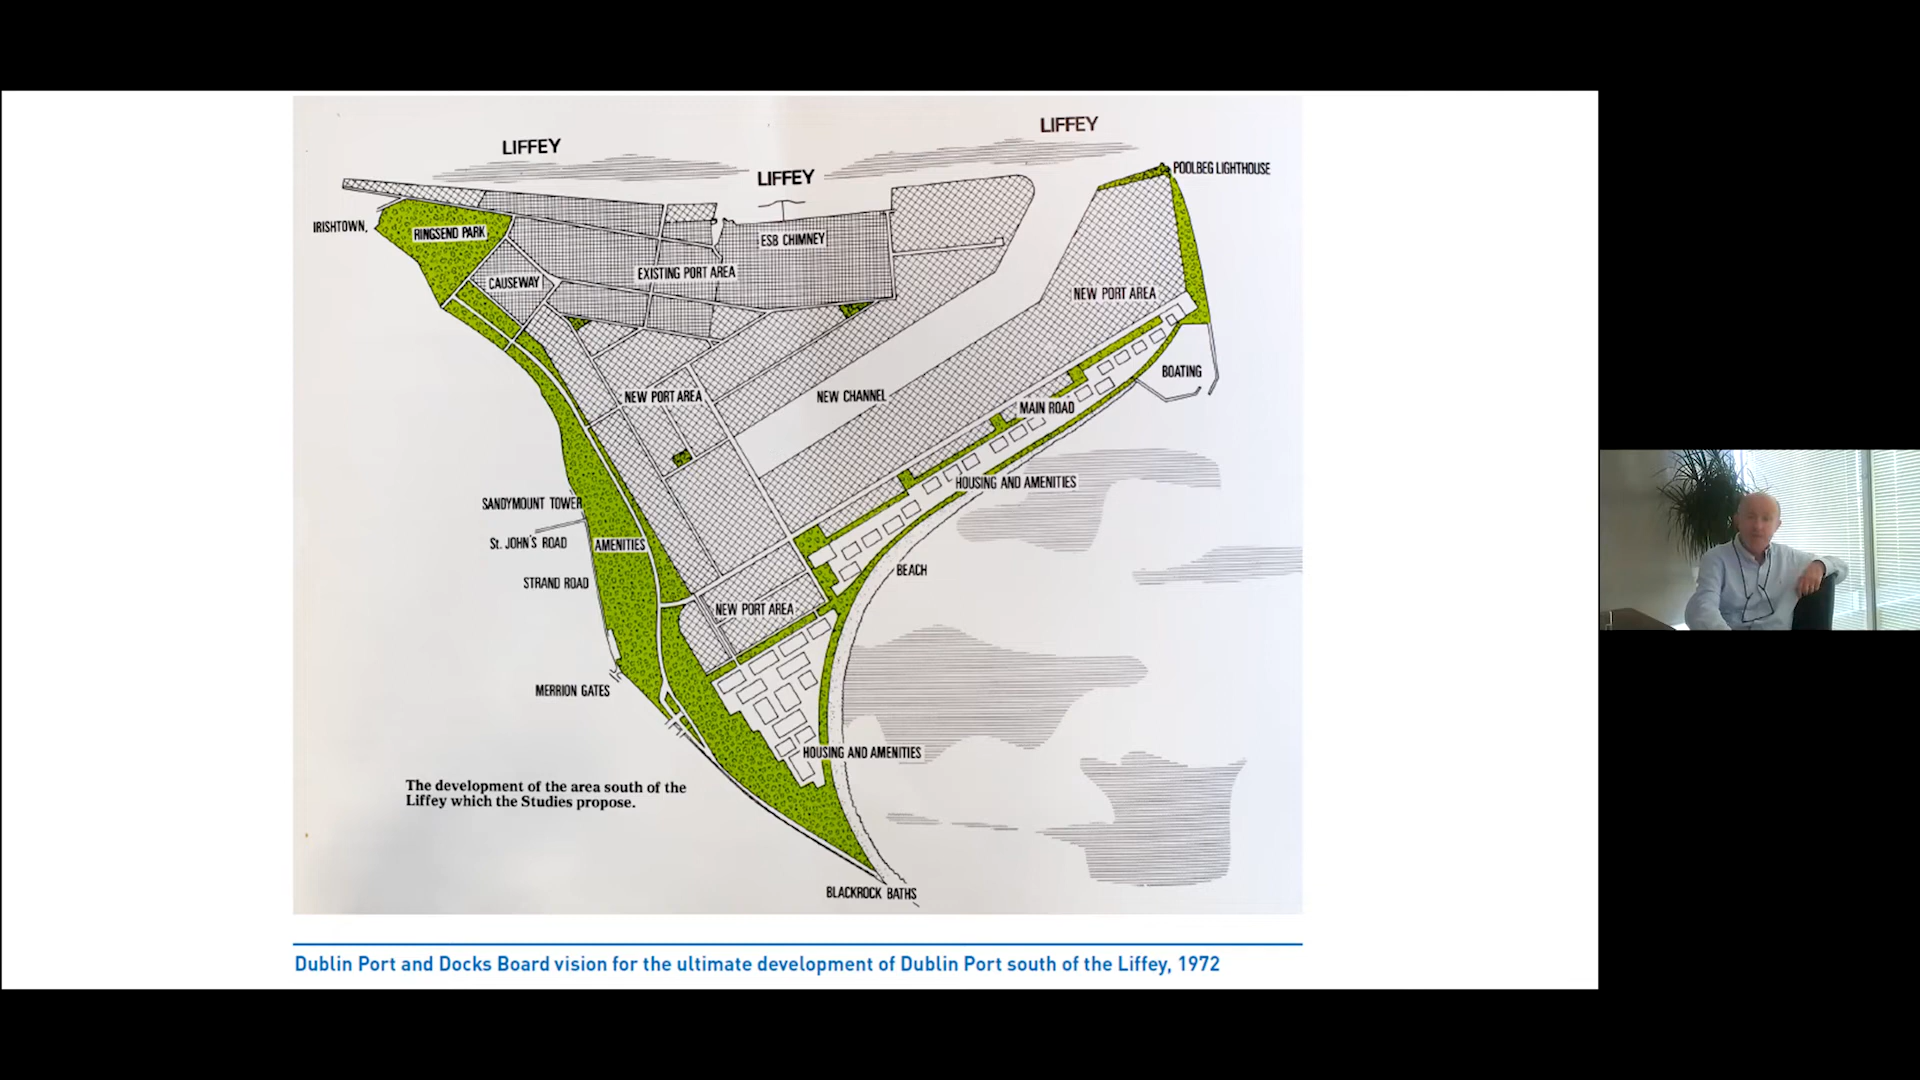 LIFFEY
LIFFEY
LIFFEY
POOLBEG LIGHTHOUSE
IRISHTOWN,
RINGSEND PARK
ESB CHIMNEY
EXISTING PORT AREA
CAUSEWAY
NEW PORT AREA
BOATING
NEW PORT AREA
NEW CHANNEL
MAIN ROAD
HOUSING AND AMENITIES
SANDYMOUNT TOWER
St. JOHN'S ROAD
AMENITIES
BEACH
STRAND ROAD
NEW PORT AREA
MERRION GATES
HOUSING AND AMENITIES
The development of the area south of the
Liffey which the Studies propose.
BLACKROCK BATHS
Dublin Port and Docks Board vision for the ultimate development of Dublin Port south of the Liffey, 1972